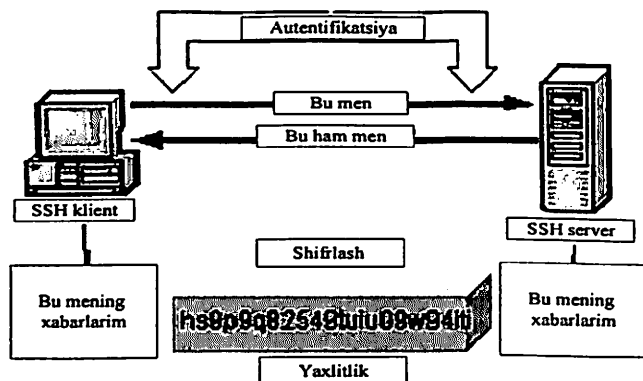 Autentifikatsiya
Bu men
Bu ham men
SSH klient
SSH server
Shifrlash
Bu mening
xabarlarim
Bu mening
xabarlarim
Yaxlitlik